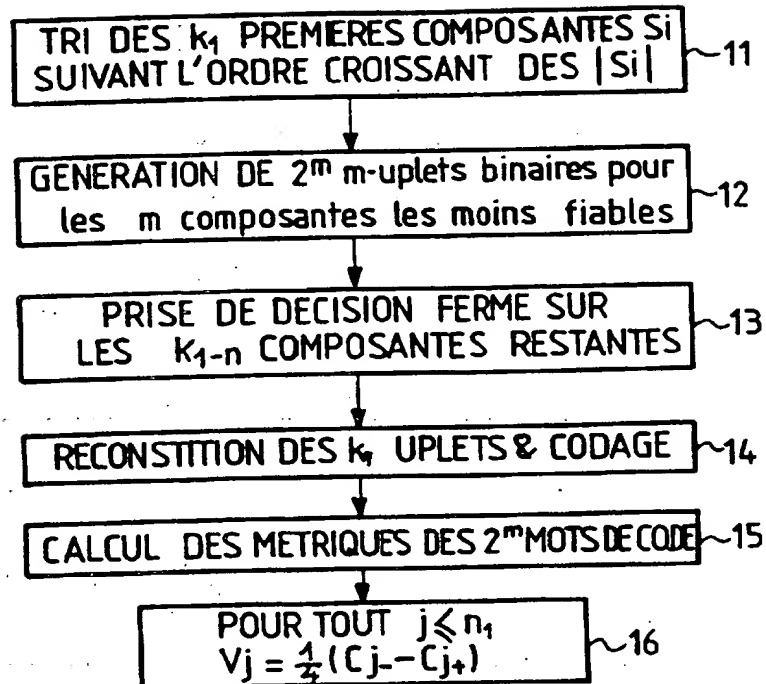 TRI DES k₁ PREMIERES COMPOSANTES Si
SUIVANT L'ORDRE CROISSANT DES |Si|
11
GENERATION DE 2ᵐ m-uplets binaires pour
les m composantes les moins fiables
12
PRISE DE DECISION FERME SUR
LES K₁₋n COMPOSANTES RESTANTES
13
RECONSTITION DES k₁ UPLETS & CODAGE
14
CALCUL DES METRIQUES DES 2ᵐ MOTS DE CODE
15
POUR TOUT j⩽n₁
Vj = 1/4 (Cj₋ - Cj₊)
16